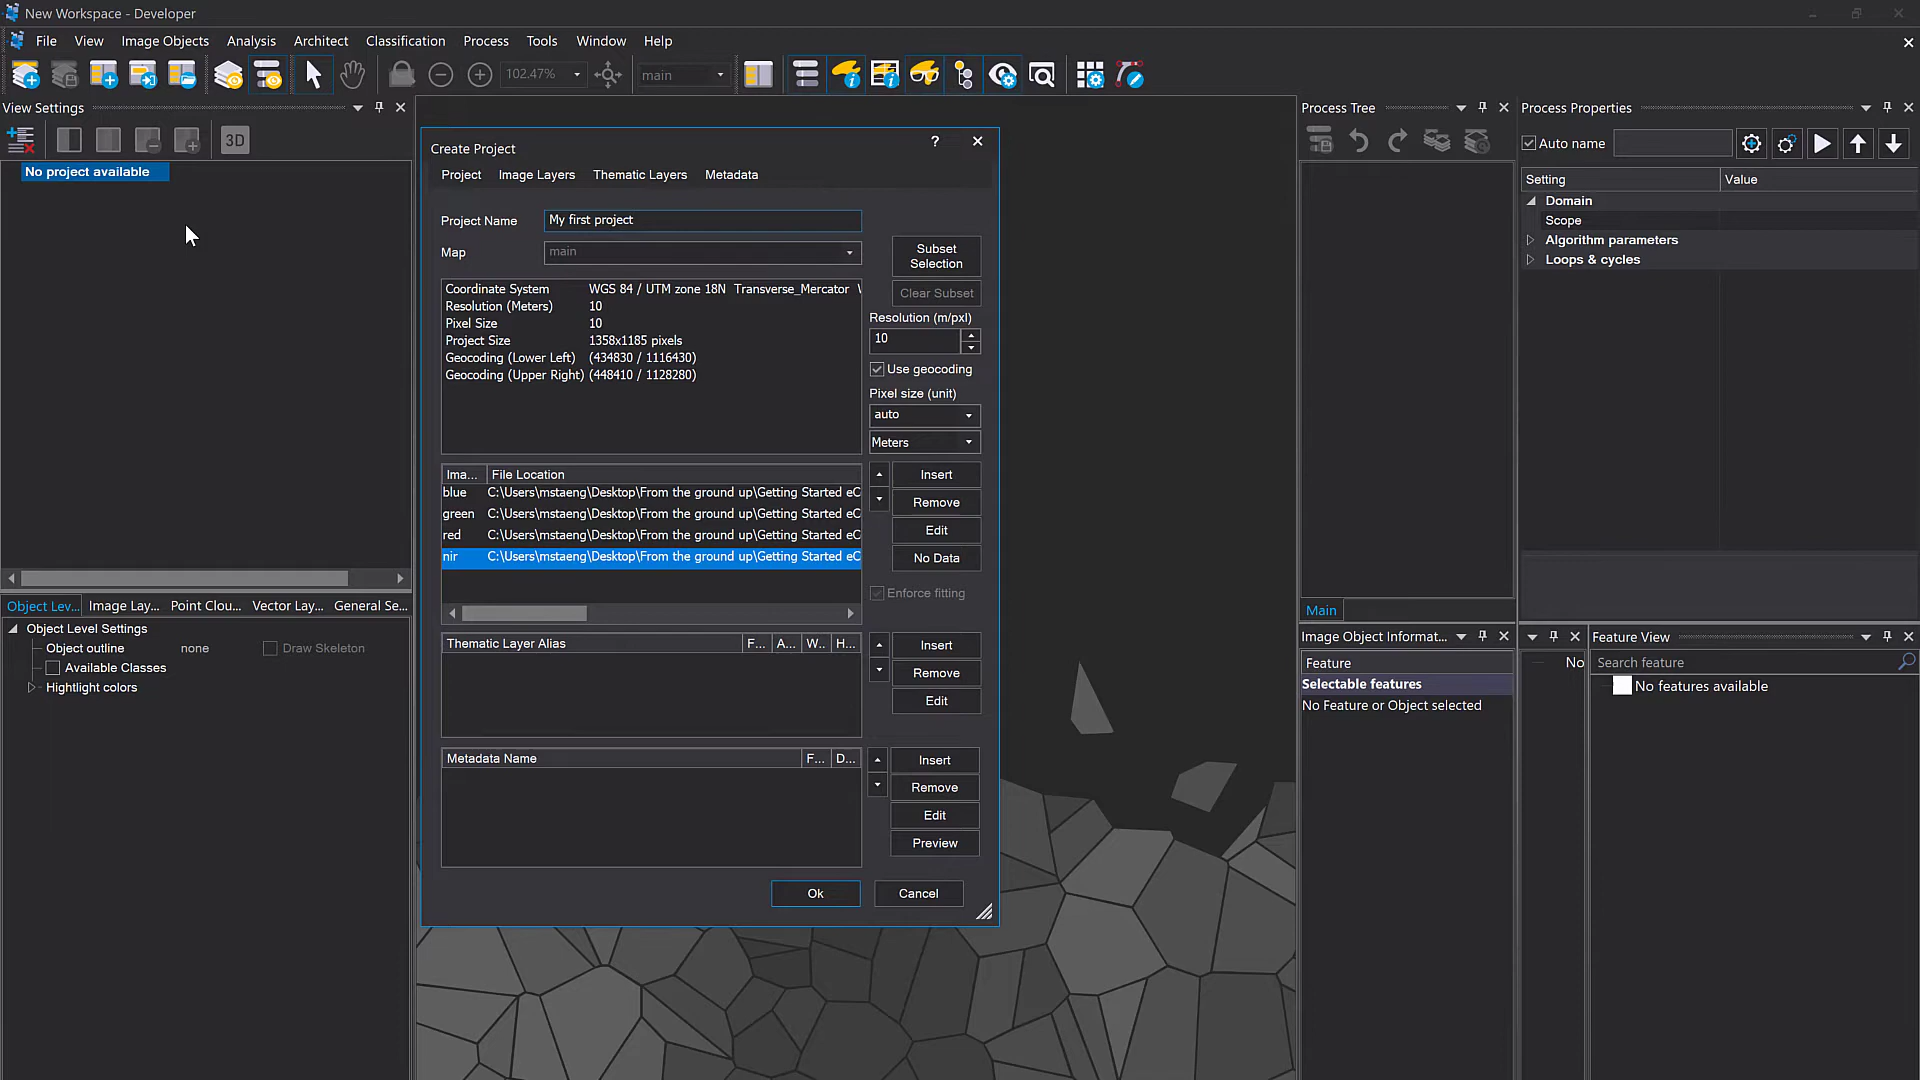 New Workspace - Developer
File View Image Objects Analysis Architect Classification Process Tools Window Help
102.47% main
View Settings
3D
No project available
Create Project
Project Image Layers Thematic Layers Metadata
Project Name My first project
Map main
Subset Selection
Clear Subset
Coordinate System WGS 84 / UTM zone 18N Transverse_Mercator
Resolution (Meters) 10
Pixel Size 10
Project Size 1358x1185 pixels
Geocoding (Lower Left) (434830 / 1116430)
Geocoding (Upper Right) (448410 / 1128280)
Resolution (m/pxl)
10
Use geocoding
Pixel size (unit)
auto
Meters
Ima... File Location
blue C:\Users\mstaeng\Desktop\From the ground up\Getting Started eC
green C:\Users\mstaeng\Desktop\From the ground up\Getting Started eC
red C:\Users\mstaeng\Desktop\From the ground up\Getting Started eC
nir C:\Users\mstaeng\Desktop\From the ground up\Getting Started eC
Insert
Remove
Edit
No Data
Enforce fitting
Thematic Layer Alias F... A... W... H...
Insert
Remove
Edit
Metadata Name F... D...
Insert
Remove
Edit
Preview
Ok Cancel
Object Lev... Image Lay... Point Clou... Vector Lay... General Se...
Object Level Settings
Object outline none Draw Skeleton
Available Classes
Hightlight colors
Process Tree
Main
Process Properties
Auto name
Setting Value
Domain
Scope
Algorithm parameters
Loops & cycles
Image Object Informat...
Feature
Selectable features
No Feature or Object selected
No
Feature View
Search feature
No features available